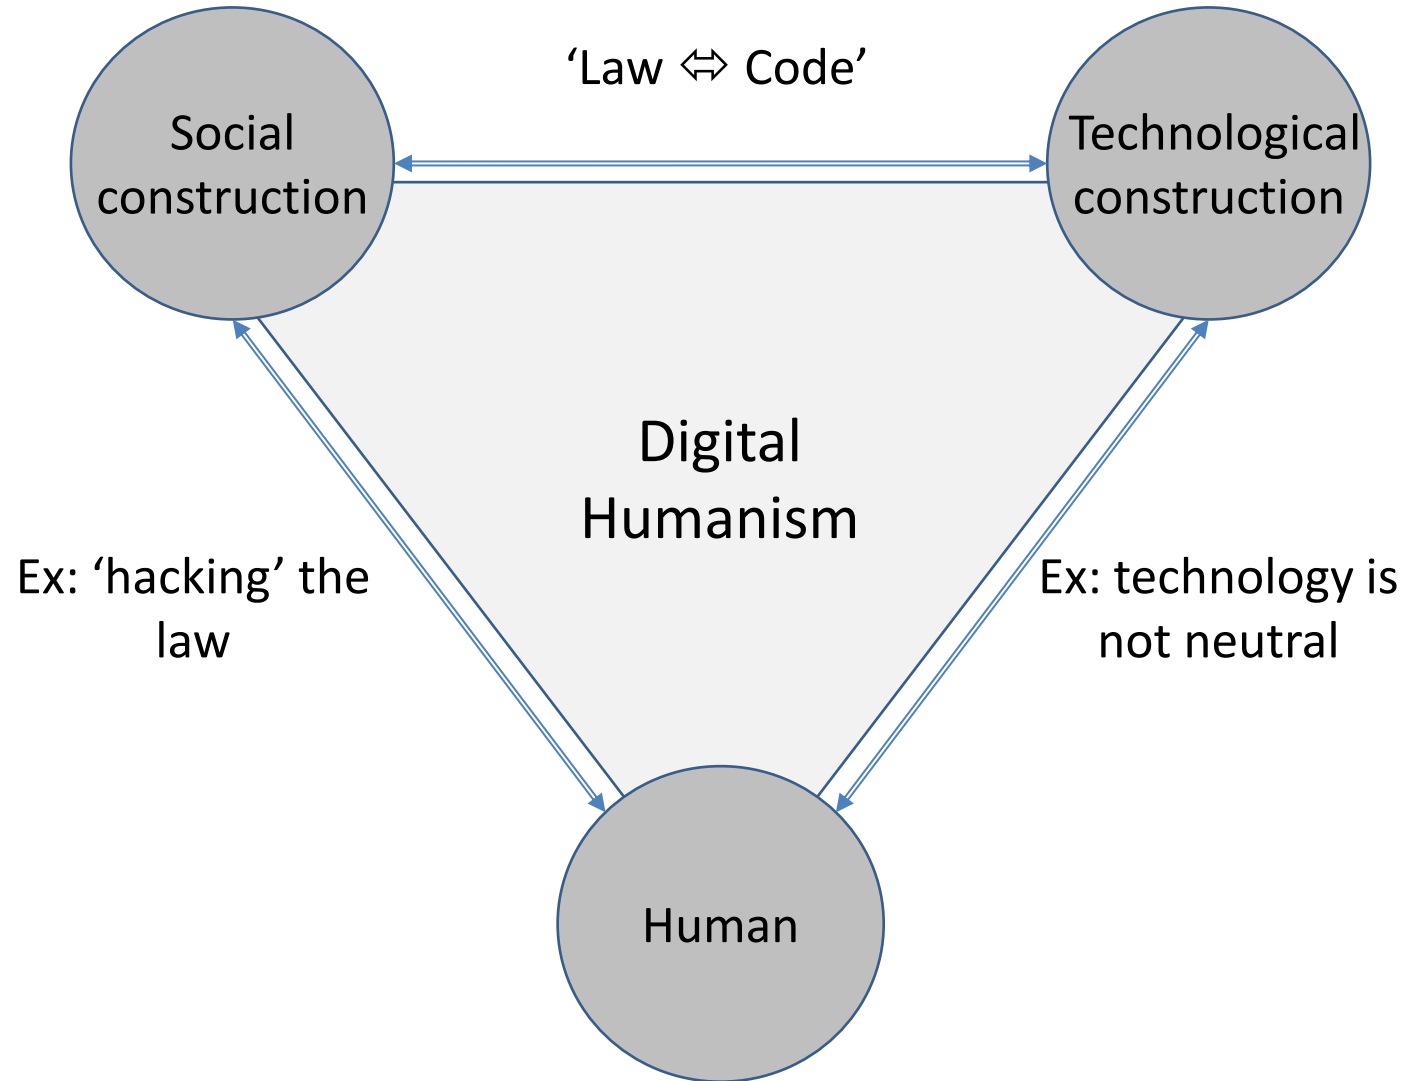 ‘Law ⬄ Code’
Social
construction
Technological
construction
Digital
Humanism
Ex: ‘hacking’ the
law
Ex: technology is
not neutral
Human